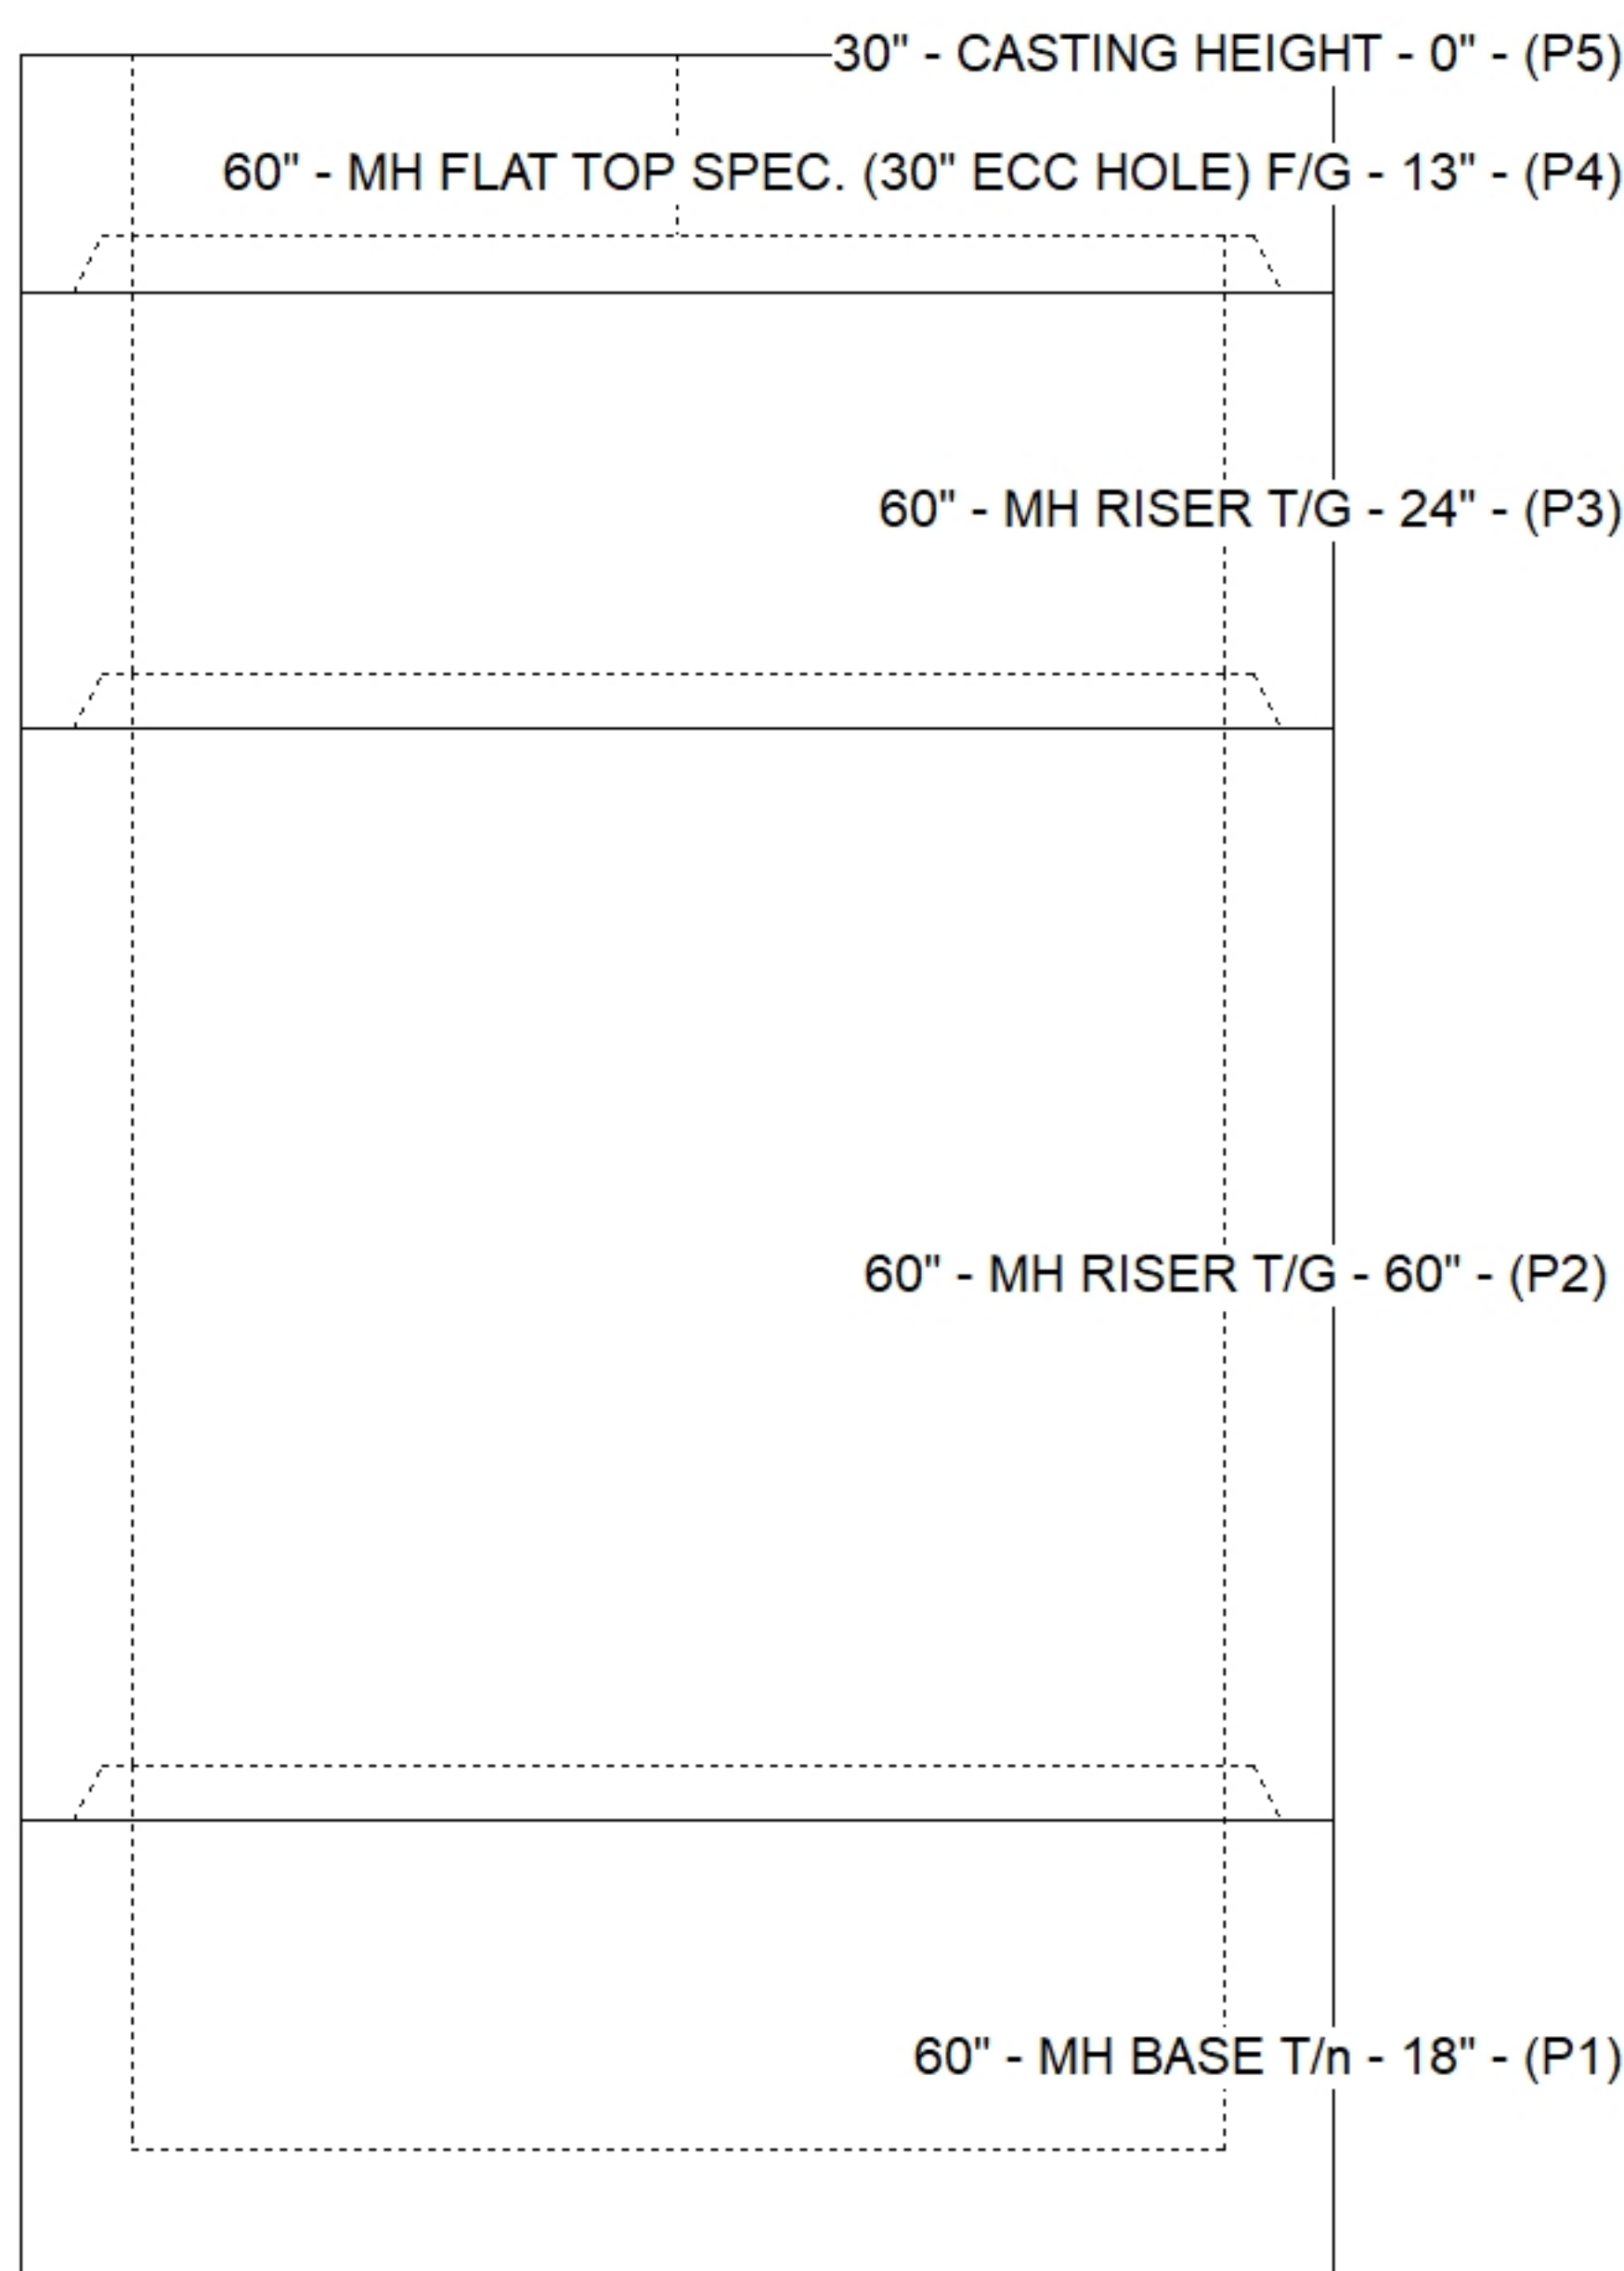 30" - CASTING HEIGHT - 0" - (P5)
60" - MH FLAT TOP SPEC. (30" ECC HOLE) F/G - 13" - (P4)
60" - MH RISER T/G - 24" - (P3)
60" - MH RISER T/G - 60" - (P2)
60" - MH BASE T/n - 18" - (P1)